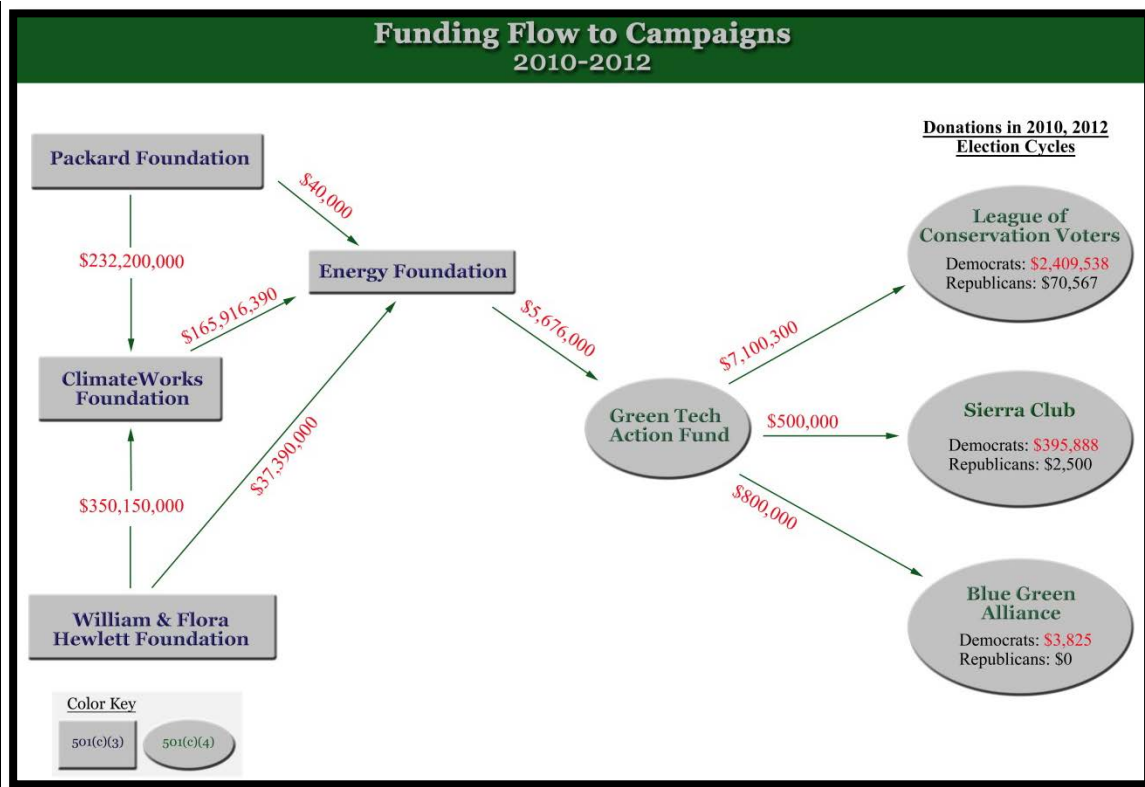 Funding Flow to Campaigns
2010-2012
Donations in 2010, 2012
Election Cycles
Packard Foundation
$40,000
$232,200,000
Energy Foundation
$165,916,390
$5,676,000
ClimateWorks
Foundation
$37,390,000
$350,150,000
William & Flora
Hewlett Foundation
Green Tech
Action Fund
$7,100,300
$500,000
$800,000
League of
Conservation Voters
Democrats: $2,409,538
Republicans: $70,567
Sierra Club
Democrats: $395,888
Republicans: $2,500
Blue Green
Alliance
Democrats: $3,825
Republicans: $0
Color Key
501(c)(3)
501(c)(4)